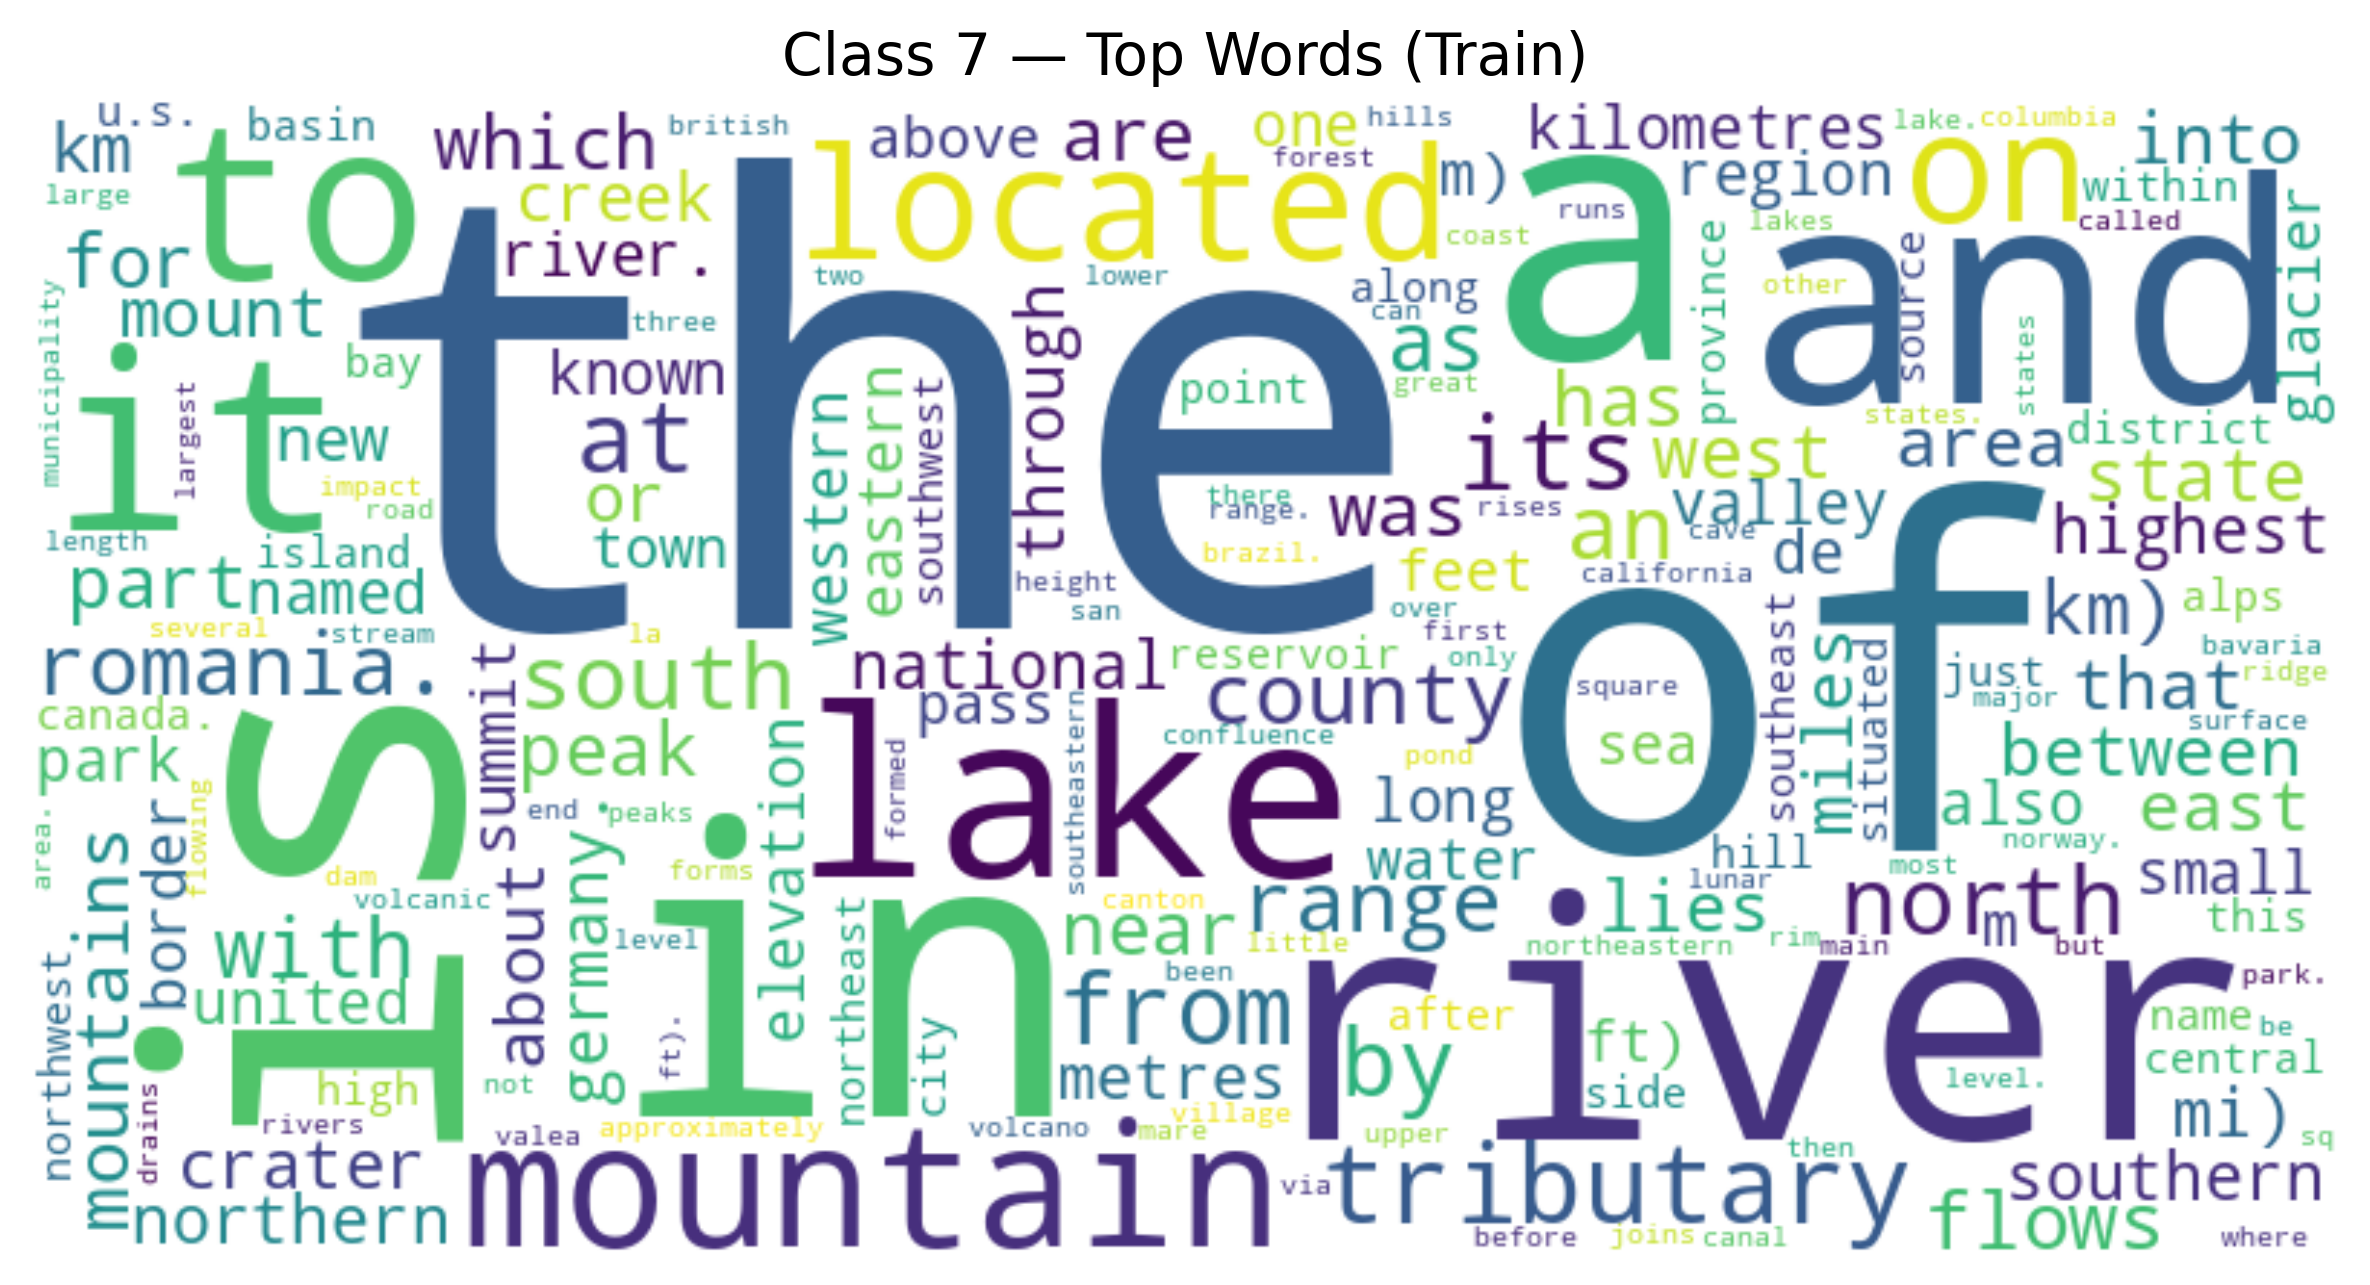 Class 7 — Top Words (Train)
u.s.
basin
km
large
to
which
british
creek
river.
above
are
one
hills
forest
located
m)
kilometres
lake.
columbia
into
region
on
within
called
runs
lakes
coast
a
and
glacier
for
mount
the
two
lower
along
can
three
through
as
province
other
source
states
municipality
it
bay
known
largest
new
at
western
eastern
southwest
point
great
has
states.
its
west
area
district
state
impact
road
or
there
range.
was
rises
an
valley
cave
highest
length
island
town
brazil.
feet
de
california
part
named
height
san
over
first
of
southeast
km)
alps
several
stream
la
romania.
summit
south
national
reservoir
only
miles
situated
just
major
that
bavaria
ridge
canada.
is
pass
county
square
surface
park
peak
elevation
lake
formed
southeastern
confluence
pond
sea
between
area.
flowing
border
mountains
end
peaks
germany
long
also
east
norway.
dam
forms
water
hill
lunar
most
small
volcanic
about
in
canton
near
little
range
lies
north
m
this
with
level
northeast
northeastern
rim
main
but
northwest
united
been
from
river
park.
high
ft).
city
after
by
ft)
name
be
central
not
metres
side
level.
drains
rivers
valea
approximately
volcano
village
mare
upper
then
mi)
sq
crater
mountain
via
tributary
southern
northern
before
joins
canal
flows
where